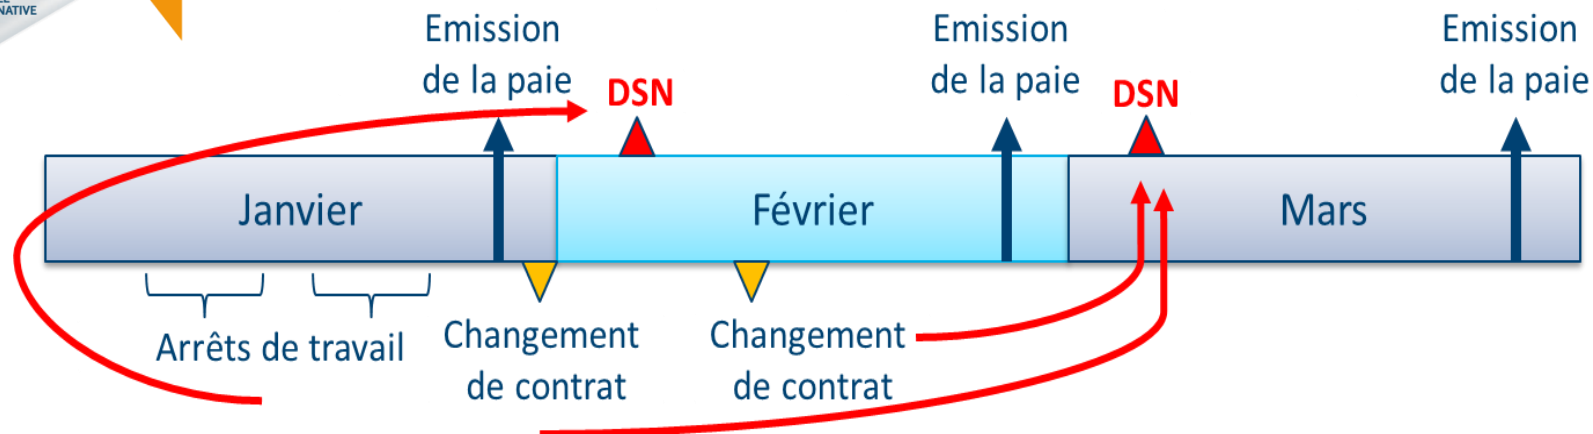 NATIVE
Emission
de la paie
DSN
Emission
de la paie
DSN
Emission
de la paie
Janvier
Février
Mars
Arrêts de travail
Changement
de contrat
Changement
de contrat